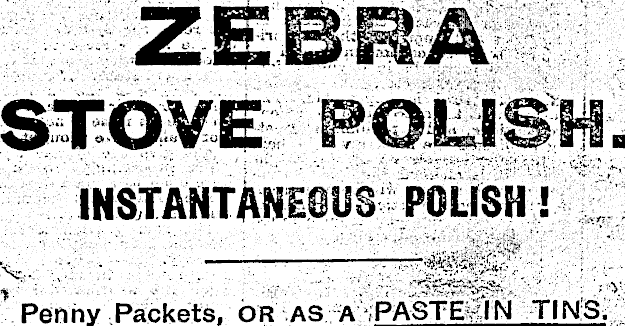 ZEBRA
STOVE POLISH.
INSTANTANEOUS POLISH!
Penny Packets, OR AS A PASTE IN TINS.